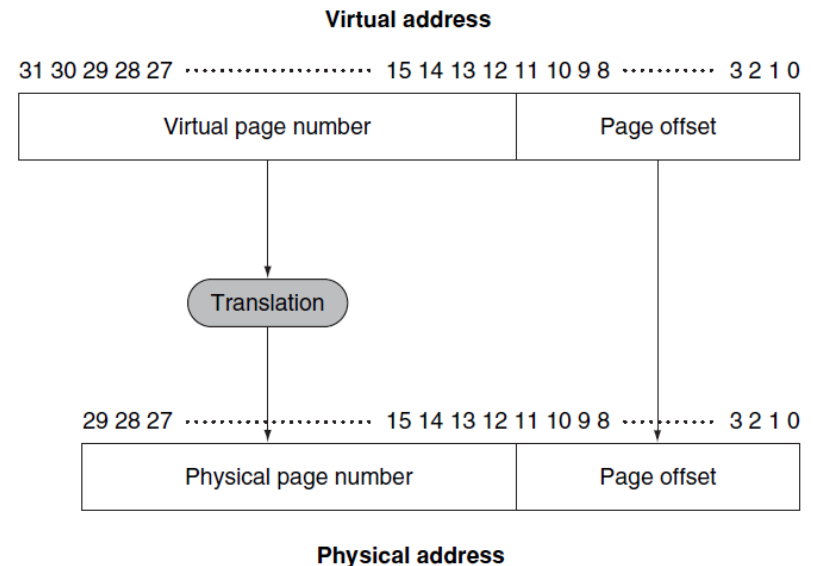 Virtual address
31 30 29 28 27 ........................ 15 14 13 12 11 10 9 8 ........... 3 2 1 0
Virtual page number Page offset
Translation
29 28 27 ........................ 15 14 13 12 11 10 9 8 ........... 3 2 1 0
Physical page number Page offset
Physical address